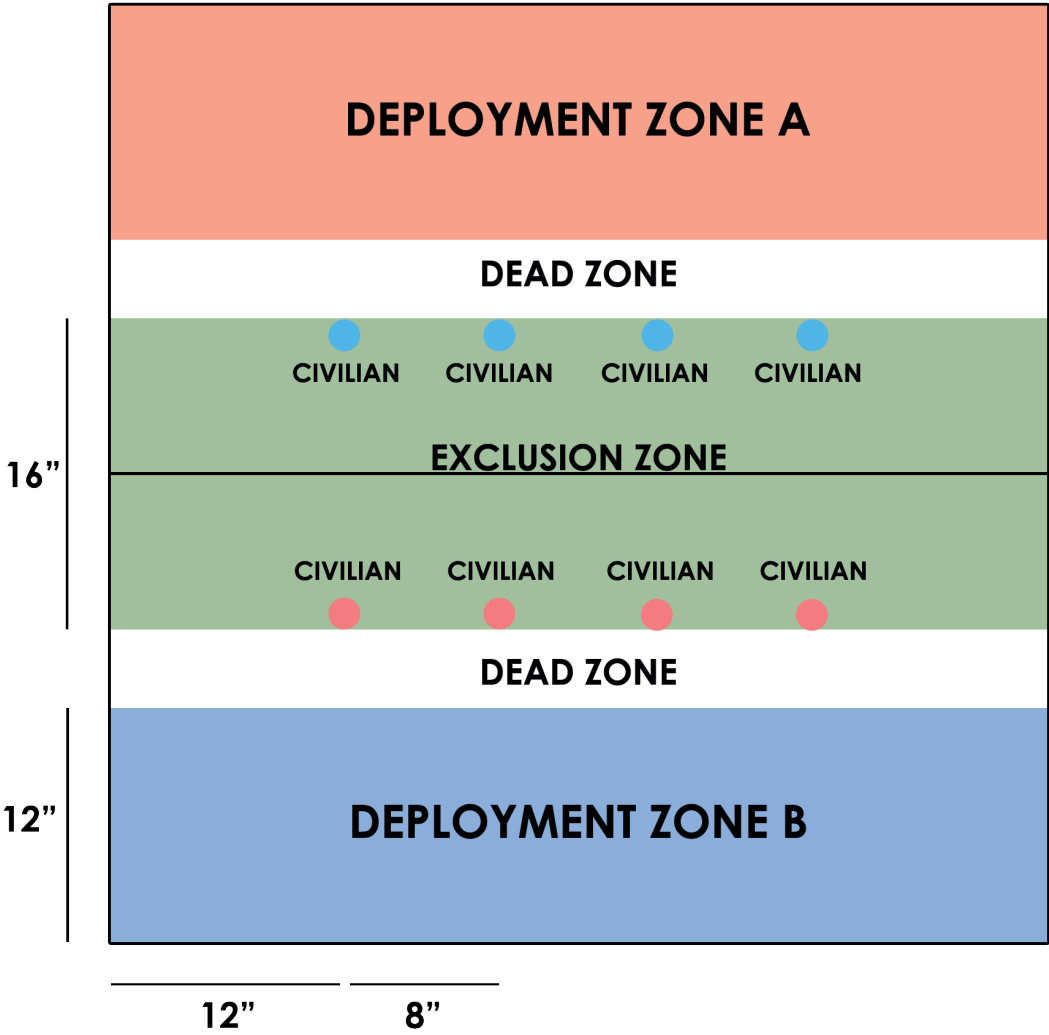 DEPLOYMENT ZONE A
DEAD ZONE
CIVILIAN CIVILIAN CIVILIAN CIVILIAN
EXCLUSION ZONE
16”
CIVILIAN CIVILIAN CIVILIAN CIVILIAN
DEAD ZONE
12”
DEPLOYMENT ZONE B
12” 8”